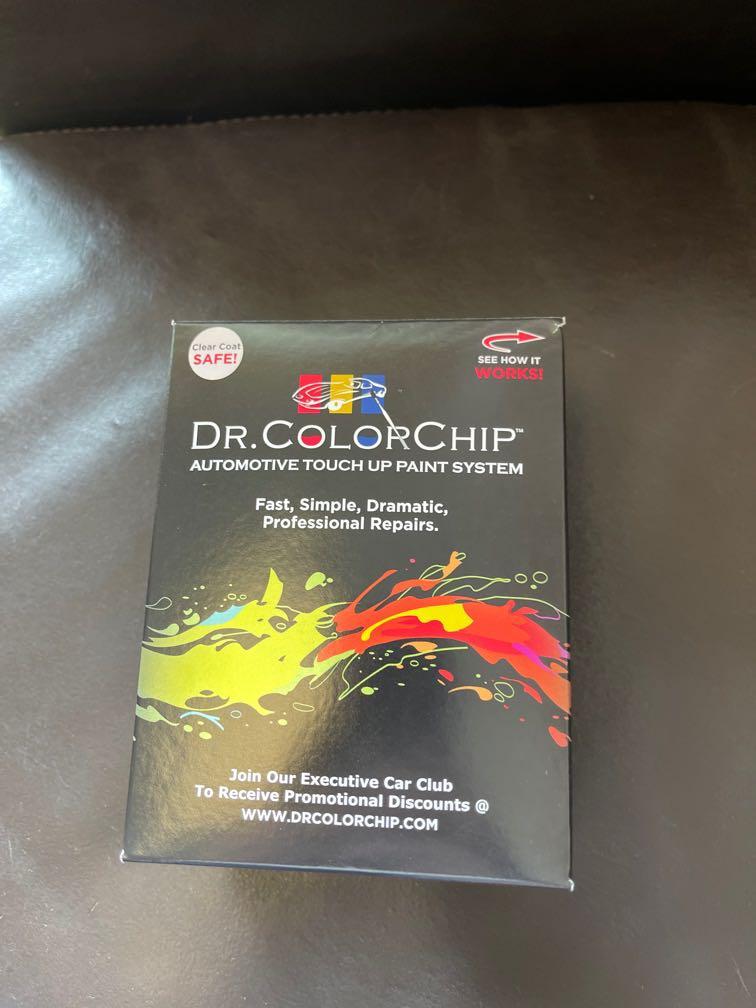 Clear Coat
SAFE!
SEE HOW IT
WORKS!
DR.COLORCHIP™
AUTOMOTIVE TOUCH UP PAINT SYSTEM
Fast, Simple, Dramatic,
Professional Repairs.
Join Our Executive Car Club
To Receive Promotional Discounts @
WWW.DRCOLORCHIP.COM